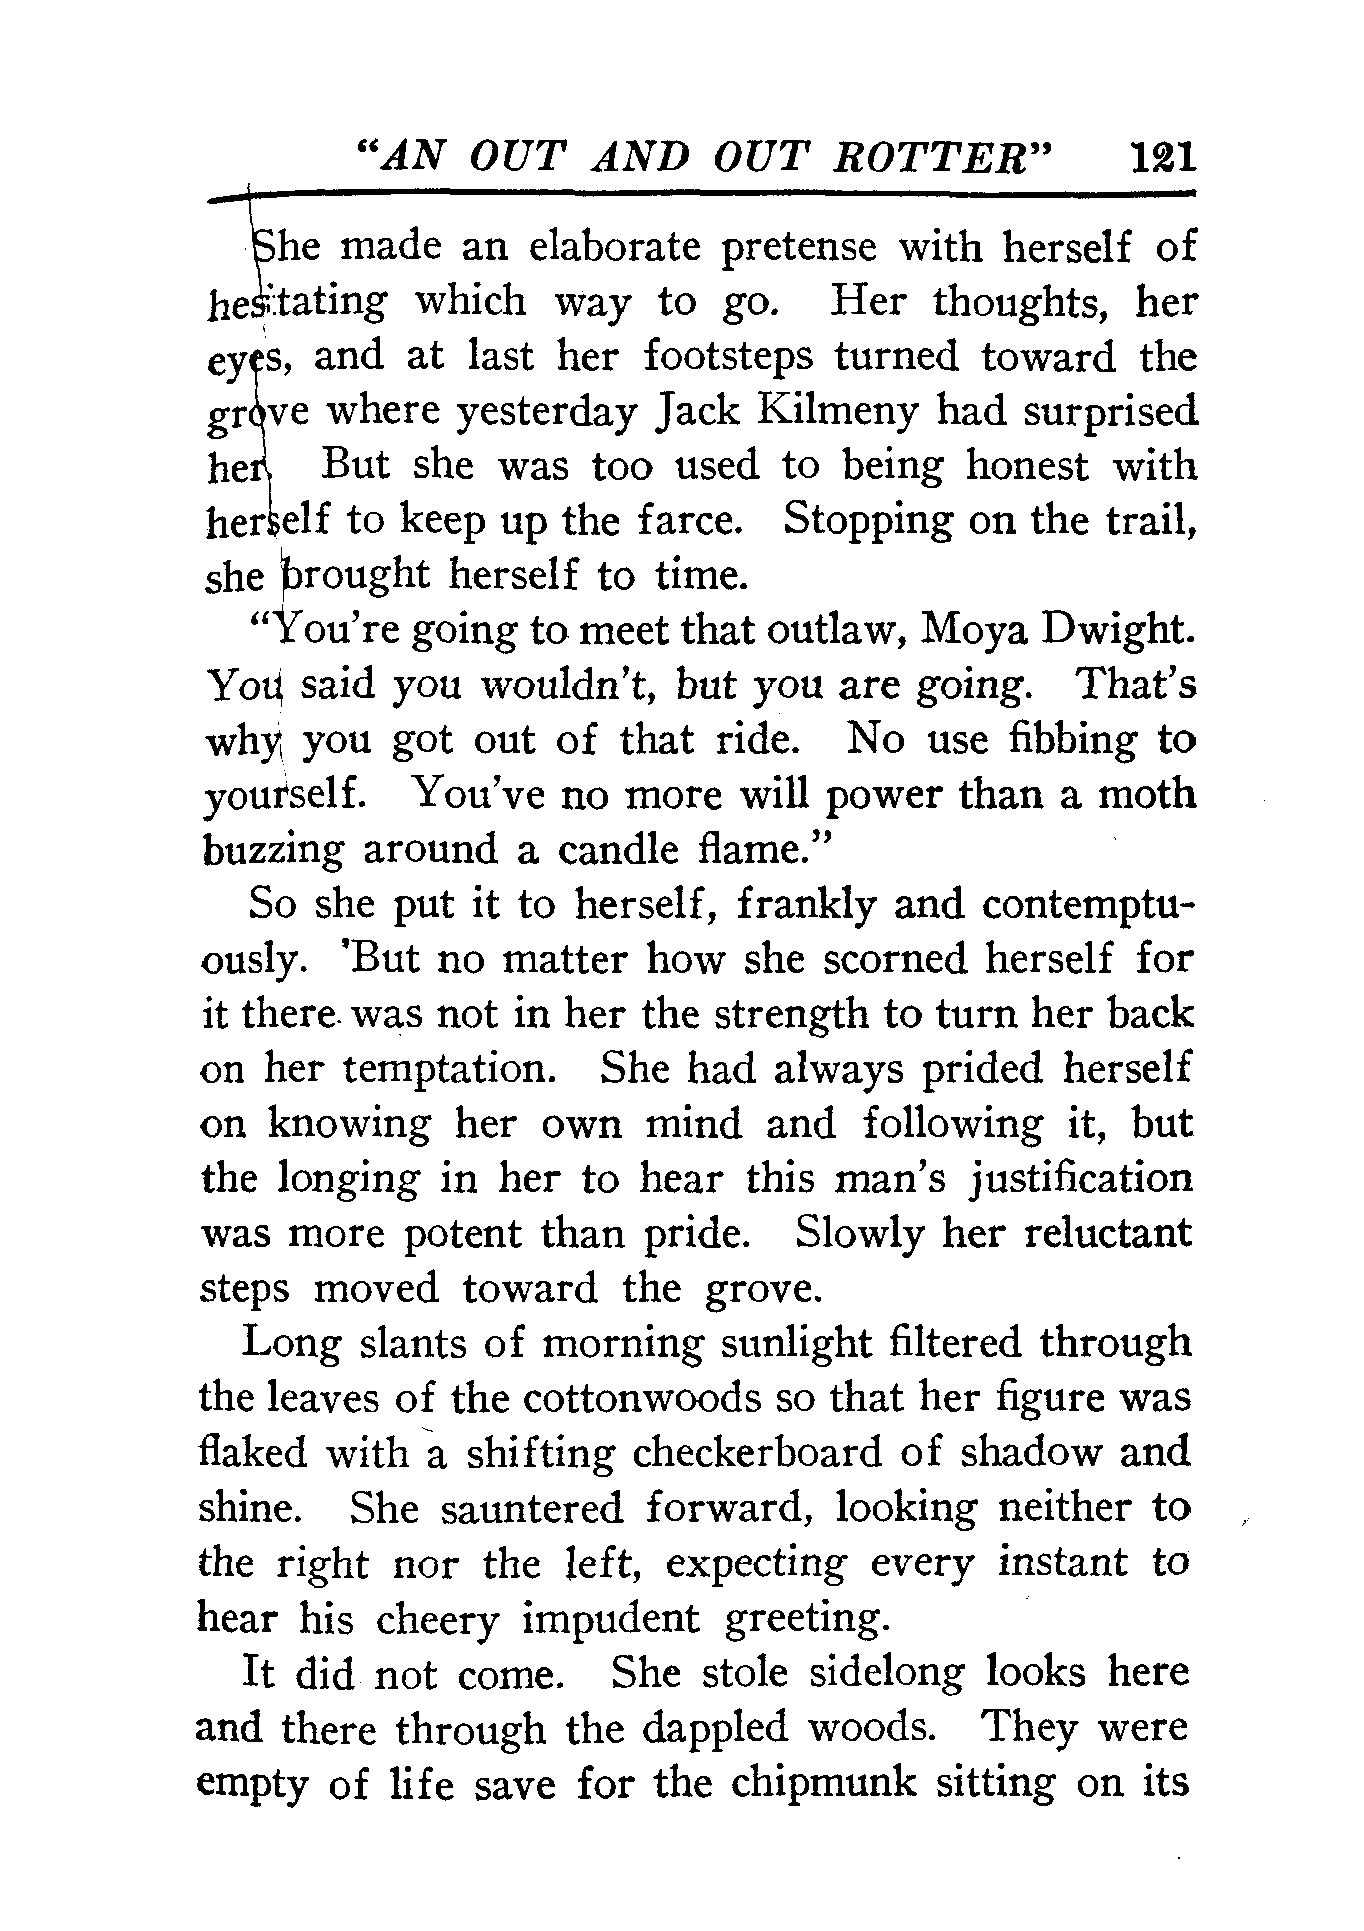 "AN OUT AND OUT ROTTER" 121
She made an elaborate pretense with herself of
hesitating which way to go. Her thoughts, her
eyes, and at last her footsteps turned toward the
grove where yesterday Jack Kilmeny had surprised
her. But she was too used to being honest with
herself to keep up the farce. Stopping on the trail,
she brought herself to time.
"You're going to meet that outlaw, Moya Dwight.
You said you wouldn't, but you are going. That's
why you got out of that ride. No use fibbing to
yourself. You've no more will power than a moth
buzzing around a candle flame."
So she put it to herself, frankly and contemptu-
ously. 'But no matter how she scorned herself for
it there was not in her the strength to turn her back
on her temptation. She had always prided herself
on knowing her own mind and following it, but
the longing in her to hear this man's justification
was more potent than pride. Slowly her reluctant
steps moved toward the grove.
Long slants of morning sunlight filtered through
the leaves of the cottonwoods so that her figure was
flaked with a shifting checkerboard of shadow and
shine. She sauntered forward, looking neither to
the right nor the left, expecting every instant to
hear his cheery impudent greeting.
It did not come. She stole sidelong looks here
and there through the dappled woods. They were
empty of life save for the chipmunk sitting on its